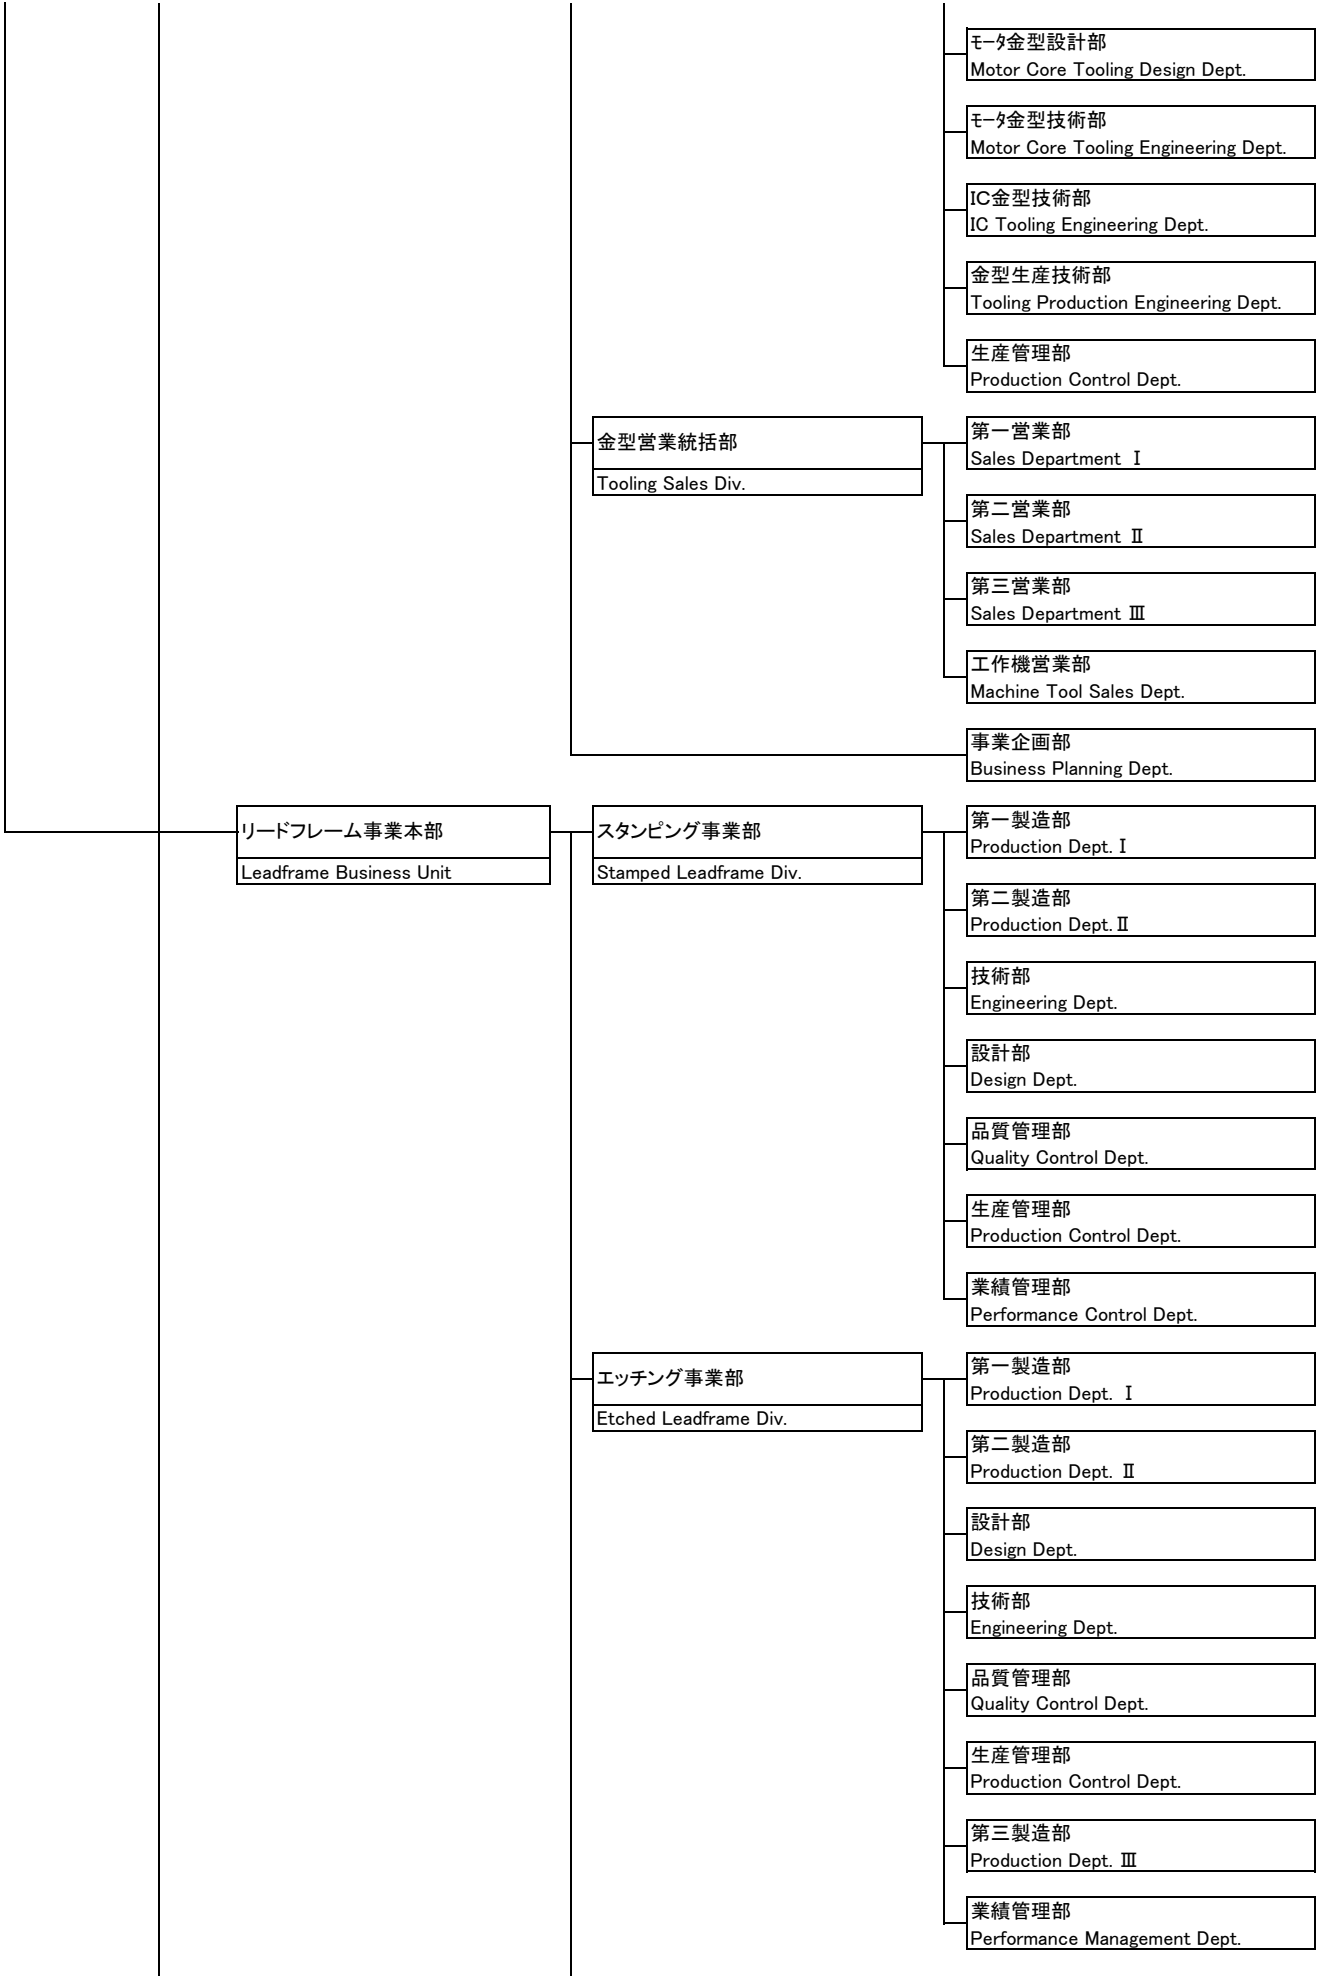 ﾓｰﾀ金型設計部
Motor Core Tooling Design Dept.
ﾓｰﾀ金型技術部
Motor Core Tooling Engineering Dept.
IC金型技術部
IC Tooling Engineering Dept.
金型生産技術部
Tooling Production Engineering Dept.
生産管理部
Production Control Dept.
金型営業統括部
Tooling Sales Div.
第一営業部
Sales Department Ⅰ
第二営業部
Sales Department Ⅱ
第三営業部
Sales Department Ⅲ
工作機営業部
Machine Tool Sales Dept.
事業企画部
Business Planning Dept.
リードフレーム事業本部
Leadframe Business Unit
スタンピング事業部
Stamped Leadframe Div.
第一製造部
Production Dept.Ⅰ
第二製造部
Production Dept.Ⅱ
技術部
Engineering Dept.
設計部
Design Dept.
品質管理部
Quality Control Dept.
生産管理部
Production Control Dept.
業績管理部
Performance Control Dept.
エッチング事業部
Etched Leadframe Div.
第一製造部
Production Dept. Ⅰ
第二製造部
Production Dept. Ⅱ
設計部
Design Dept.
技術部
Engineering Dept.
品質管理部
Quality Control Dept.
生産管理部
Production Control Dept.
第三製造部
Production Dept. Ⅲ
業績管理部
Performance Management Dept.